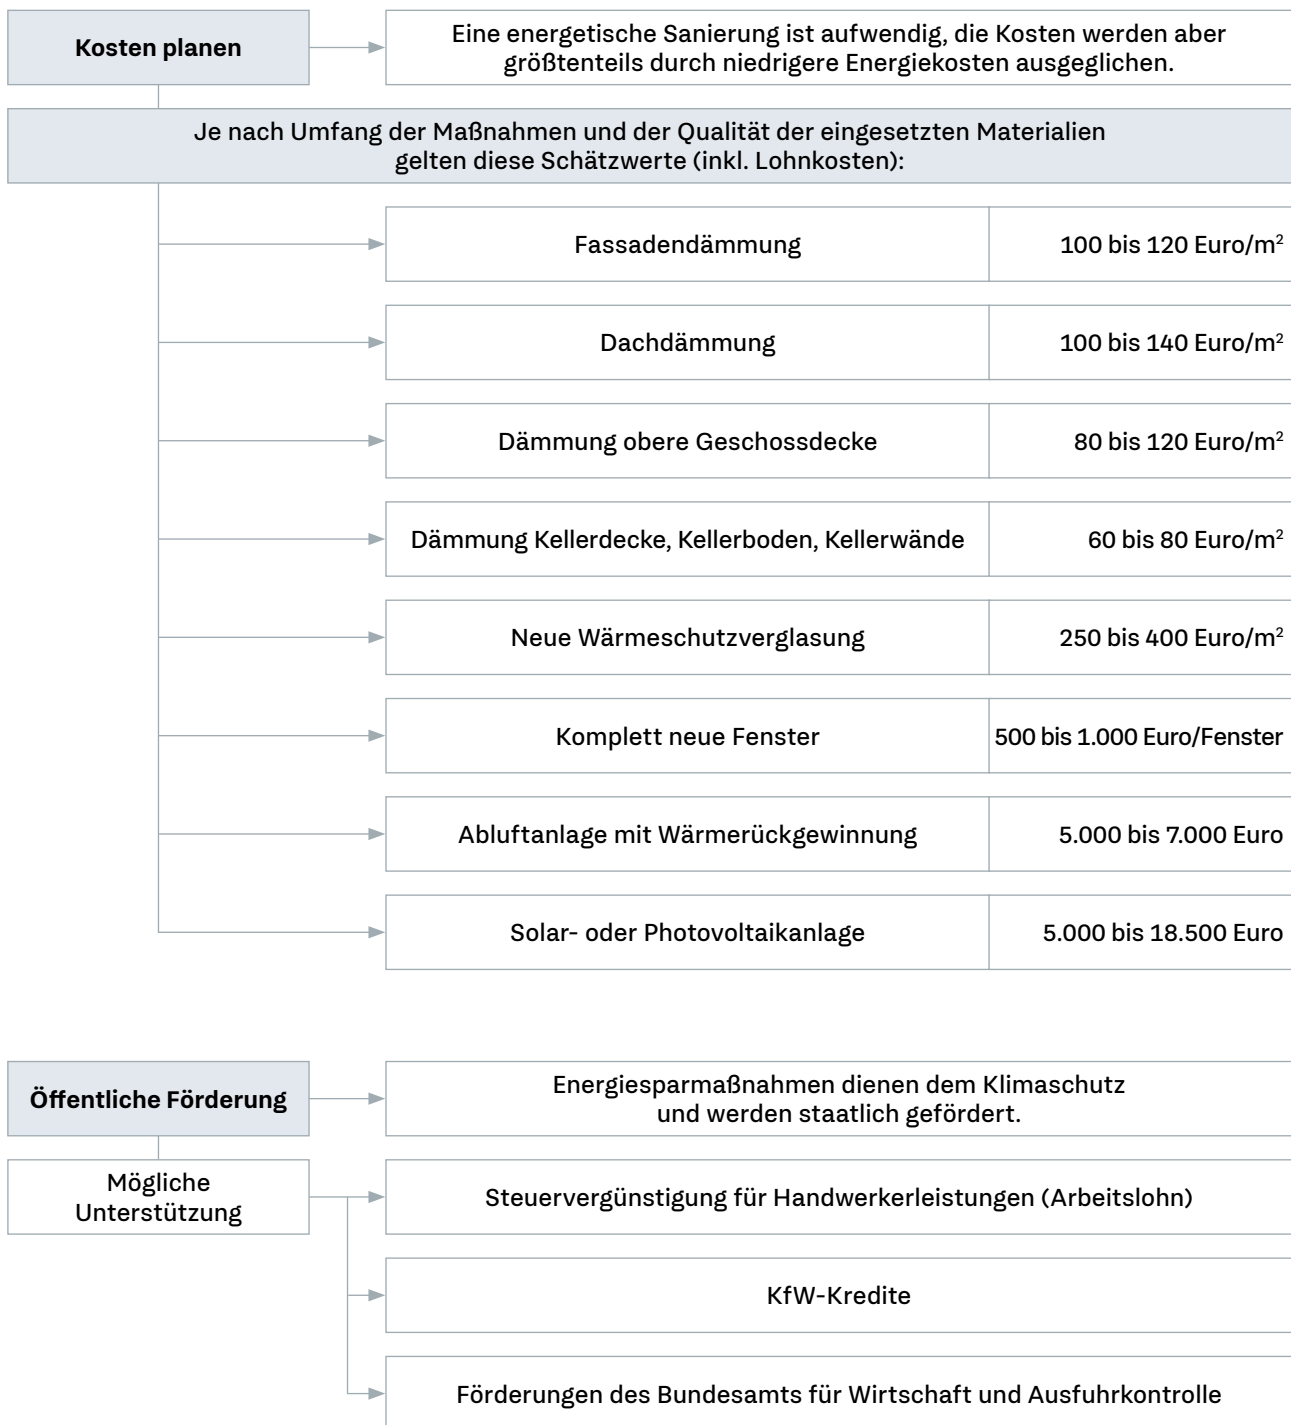 Kosten planen
Eine energetische Sanierung ist aufwendig, die Kosten werden aber
größtenteils durch niedrigere Energiekosten ausgeglichen.
Je nach Umfang der Maßnahmen und der Qualität der eingesetzten Materialien
gelten diese Schätzwerte (inkl. Lohnkosten):
Fassadendämmung 100 bis 120 Euro/m²
Dachdämmung 100 bis 140 Euro/m²
Dämmung obere Geschossdecke 80 bis 120 Euro/m²
Dämmung Kellerdecke, Kellerboden, Kellerwände 60 bis 80 Euro/m²
Neue Wärmeschutzverglasung 250 bis 400 Euro/m²
Komplett neue Fenster 500 bis 1.000 Euro/Fenster
Abluftanlage mit Wärmerückgewinnung 5.000 bis 7.000 Euro
Solar- oder Photovoltaikanlage 5.000 bis 18.500 Euro
Öffentliche Förderung
Energiesparmaßnahmen dienen dem Klimaschutz
und werden staatlich gefördert.
Mögliche
Unterstützung
Steuervergünstigung für Handwerkerleistungen (Arbeitslohn)
KfW-Kredite
Förderungen des Bundesamts für Wirtschaft und Ausfuhrkontrolle